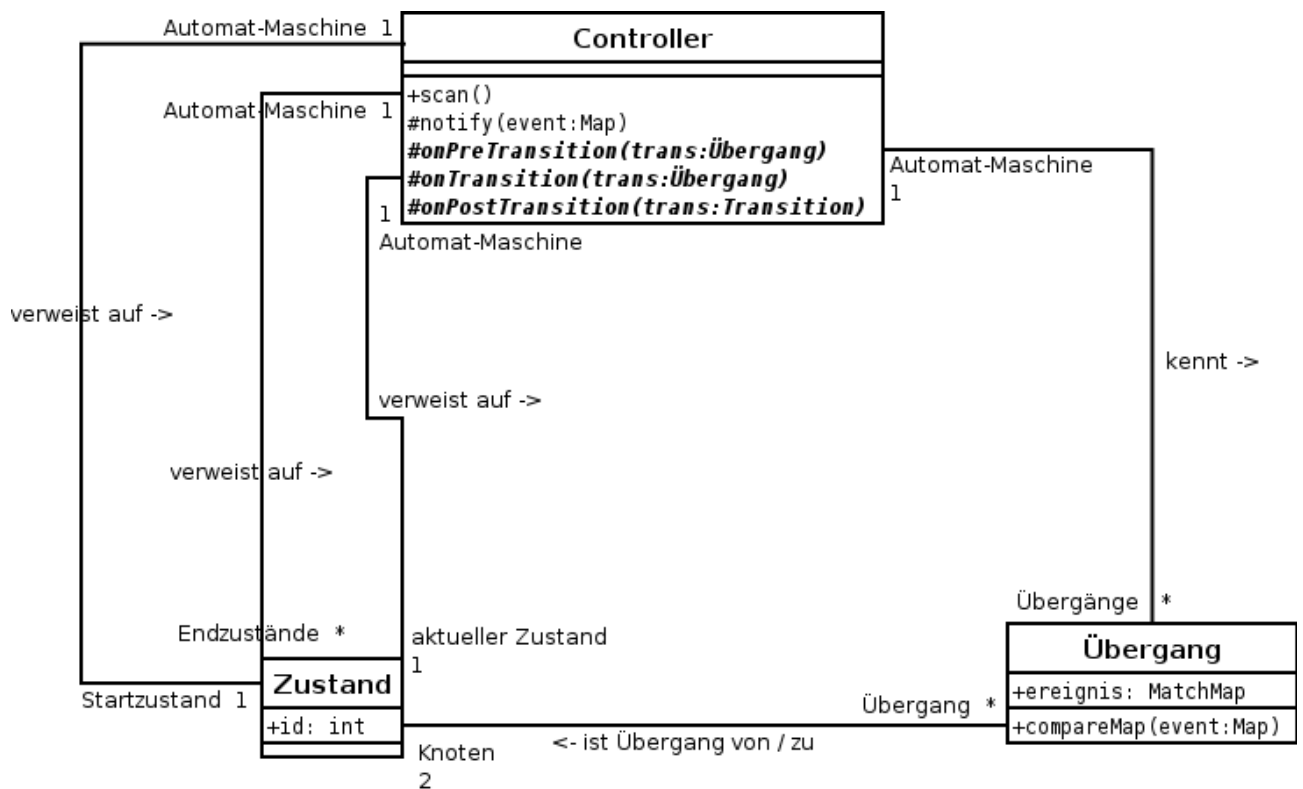 Automat-Maschine 1
Controller
Automat-Maschine 1
+scan()
#notify(event:Map)
#onPreTransition(trans:Übergang)
#onTransition(trans:Übergang)
#onPostTransition(trans:Transition)
1
Automat-Maschine
Automat-Maschine
1
verweist auf ->
kennt ->
verweist auf ->
verweist auf ->
Übergänge *
Endzustände *
aktueller Zustand
1
Startzustand 1
Zustand
+id: int
Übergang
+ereignis: MatchMap
+compareMap(event:Map)
Übergang *
<- ist Übergang von / zu
Knoten
2